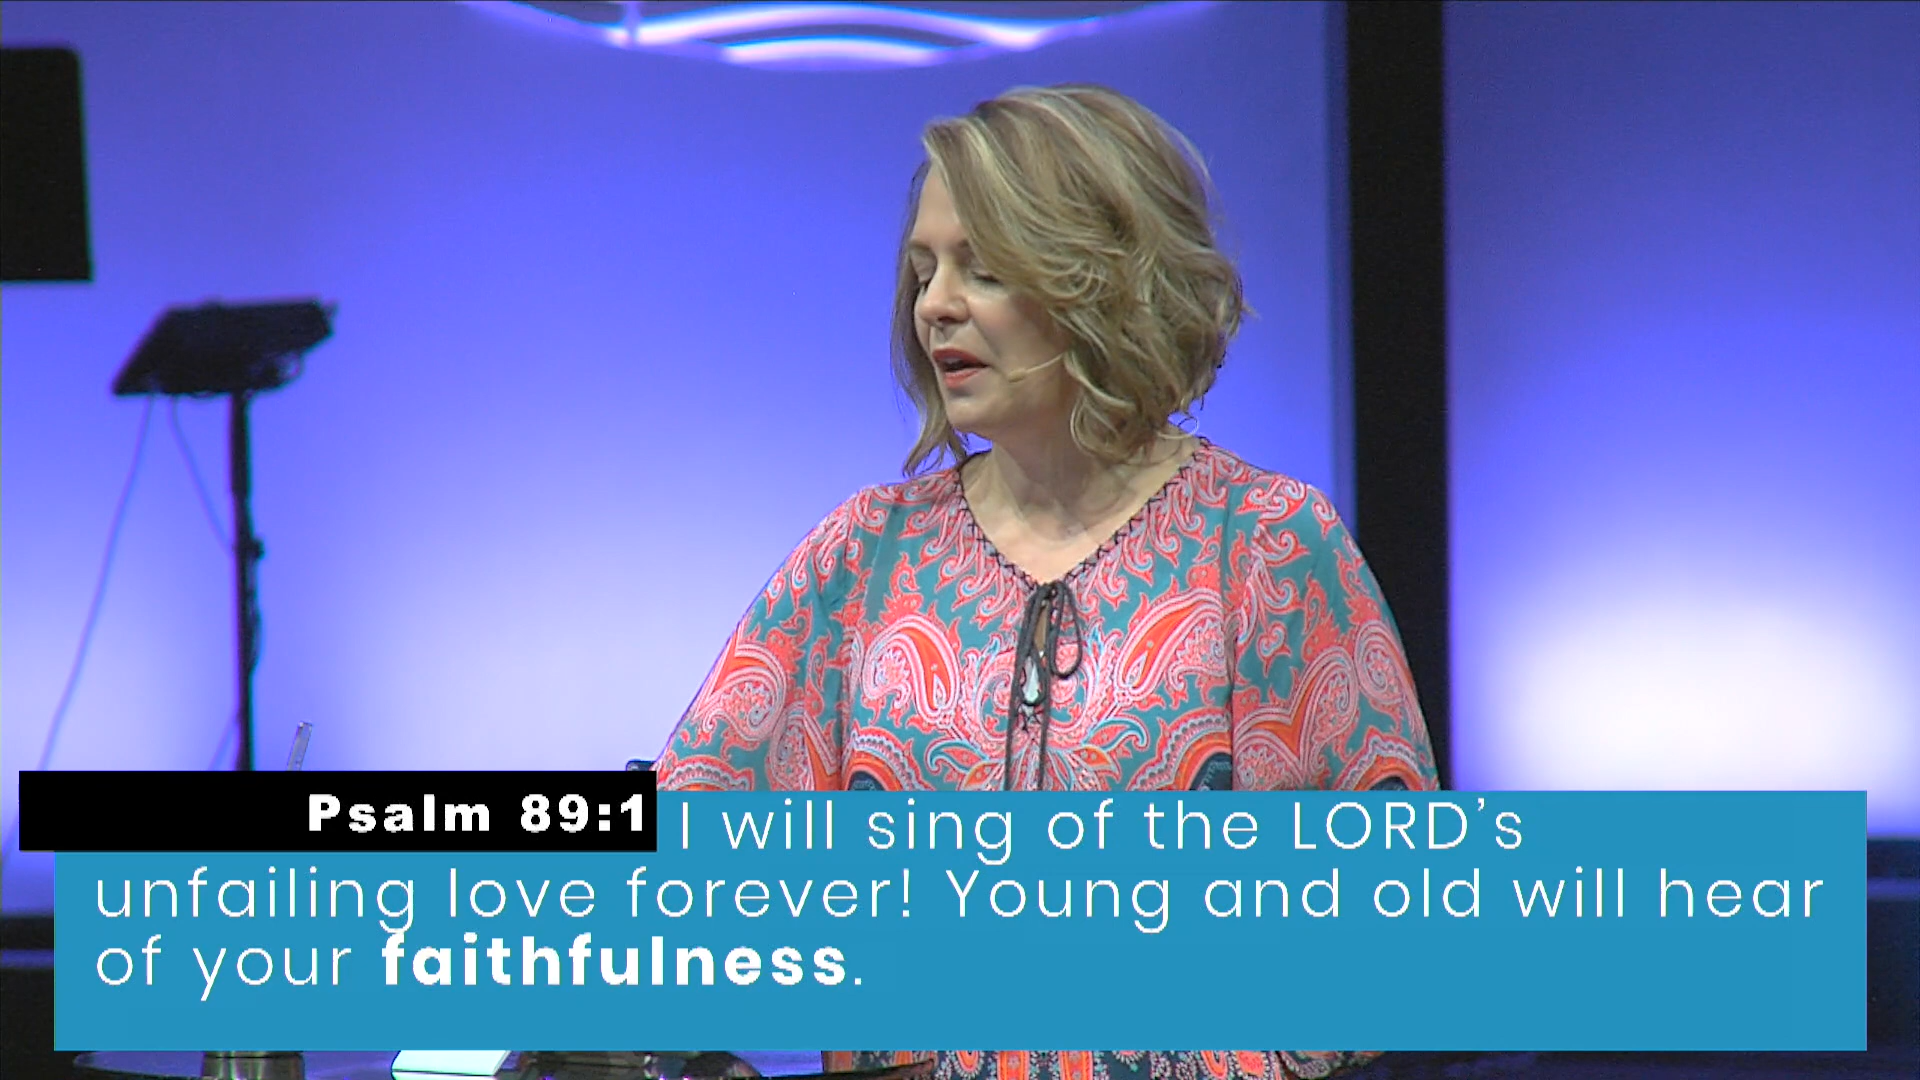 Psalm 89:1 I will sing of the LORD’s
unfailing love forever! Young and old will hear
of your faithfulness.